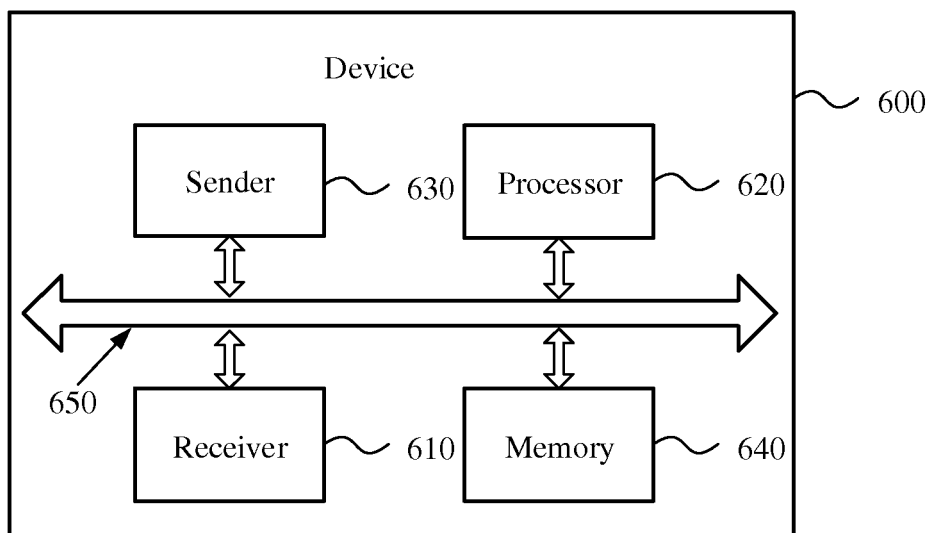 Device
600
Sender
630
Processor
620
650
Receiver
610
Memory
640